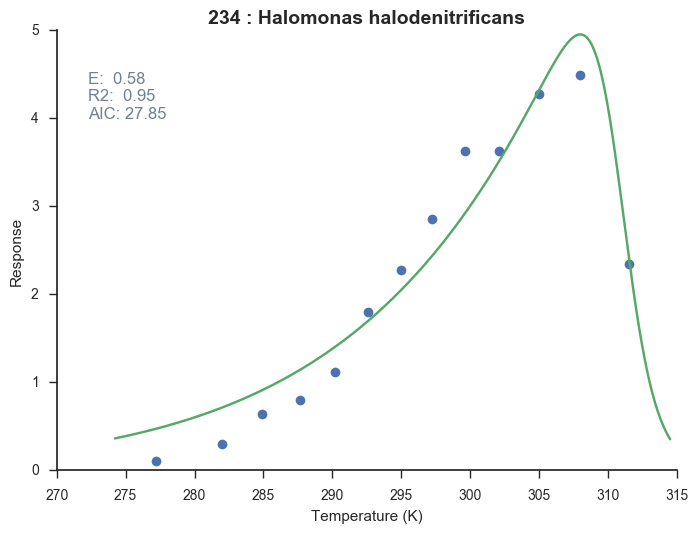 234 : Halomonas halodenitrificans
E: 0.58
R2: 0.95
AIC: 27.85
Response
5
4
3
2
1
0
270 275 280 285 290 295 300 305 310 315
Temperature (K)